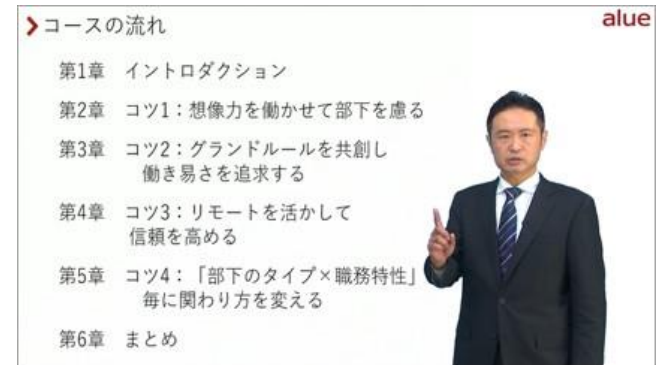 コースの流れ
alue
第1章　イントロダクション
第2章　コツ1：想像力を働かせて部下を慮る
第3章　コツ2：グランドルールを共創し
働き易さを追求する
第4章　コツ3：リモートを活かして
信頼を高める
第5章　コツ4：「部下のタイプ×職務特性」
毎に関わり方を変える
第6章　まとめ